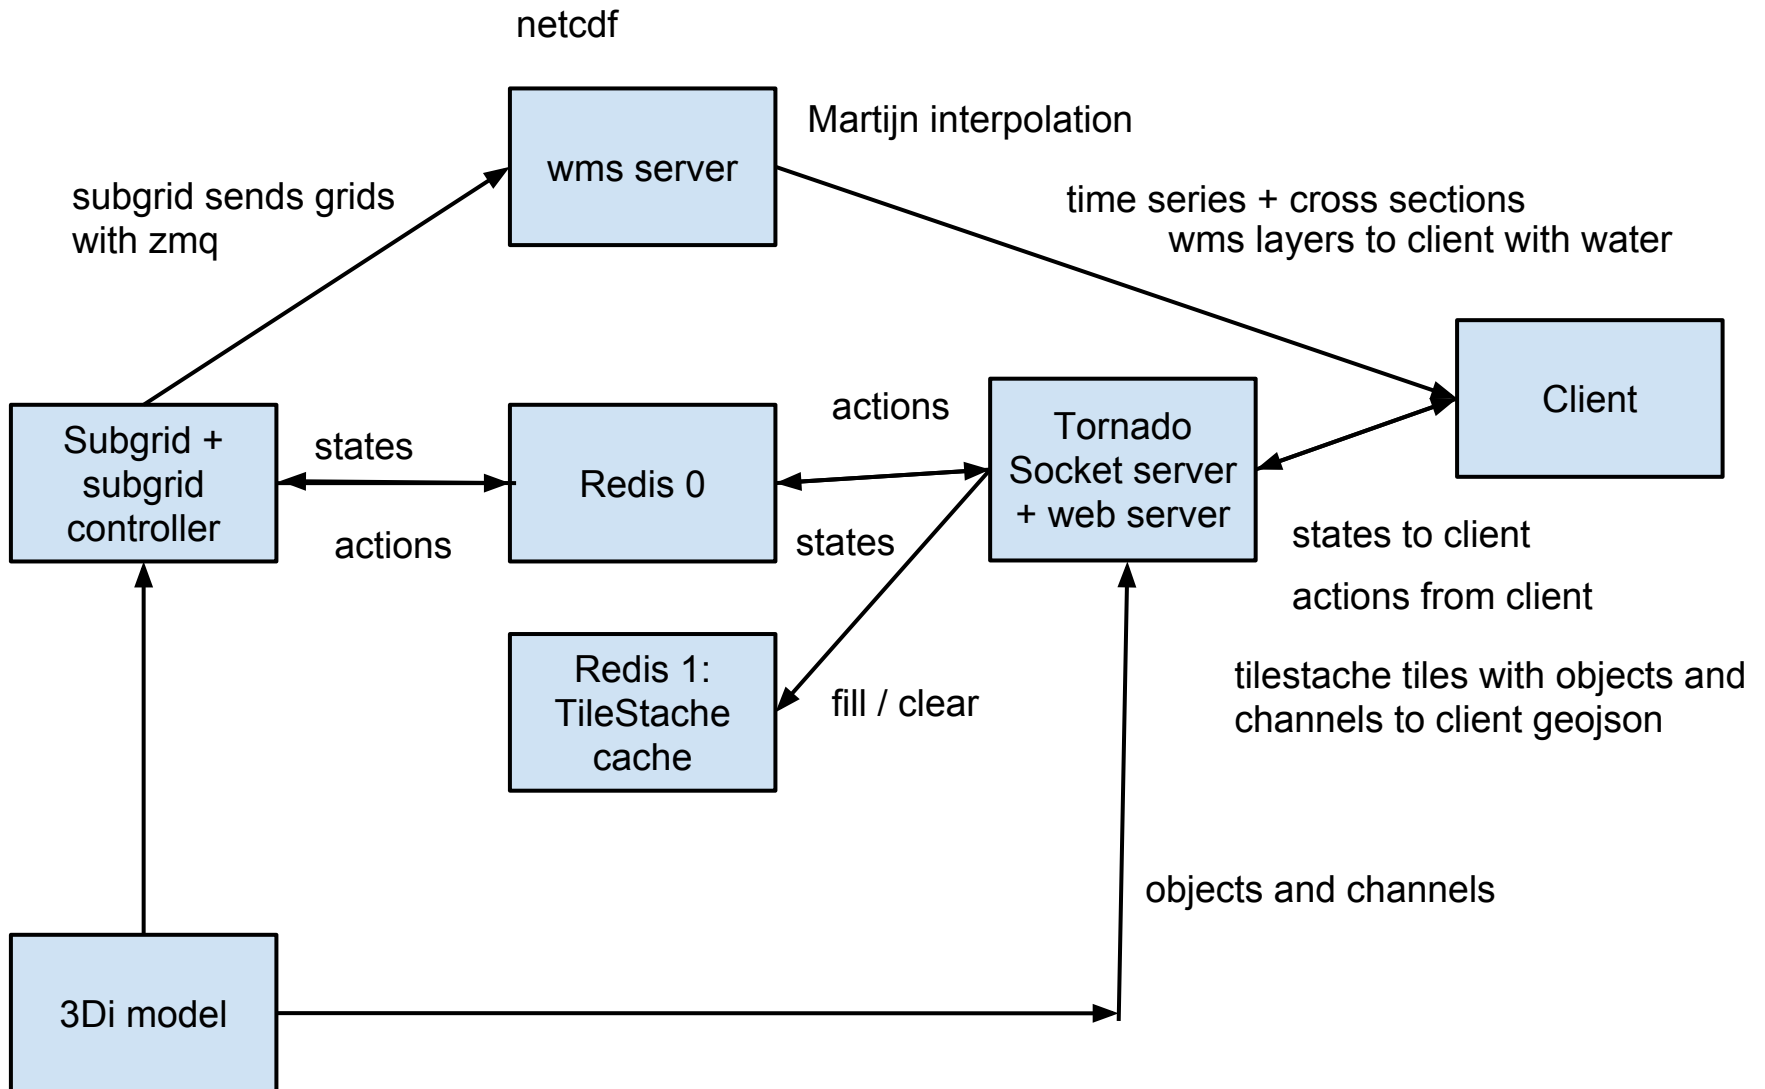 netcdf
wms server
Martijn interpolation
subgrid sends grids
with zmq
time series + cross sections
wms layers to client with water
Client
Subgrid +
subgrid
controller
states
actions
Redis 0
actions
states
Tornado
Socket server
+ web server
states to client
actions from client
Redis 1:
TileStache
cache
fill / clear
tilestache tiles with objects and
channels to client geojson
objects and channels
3Di model